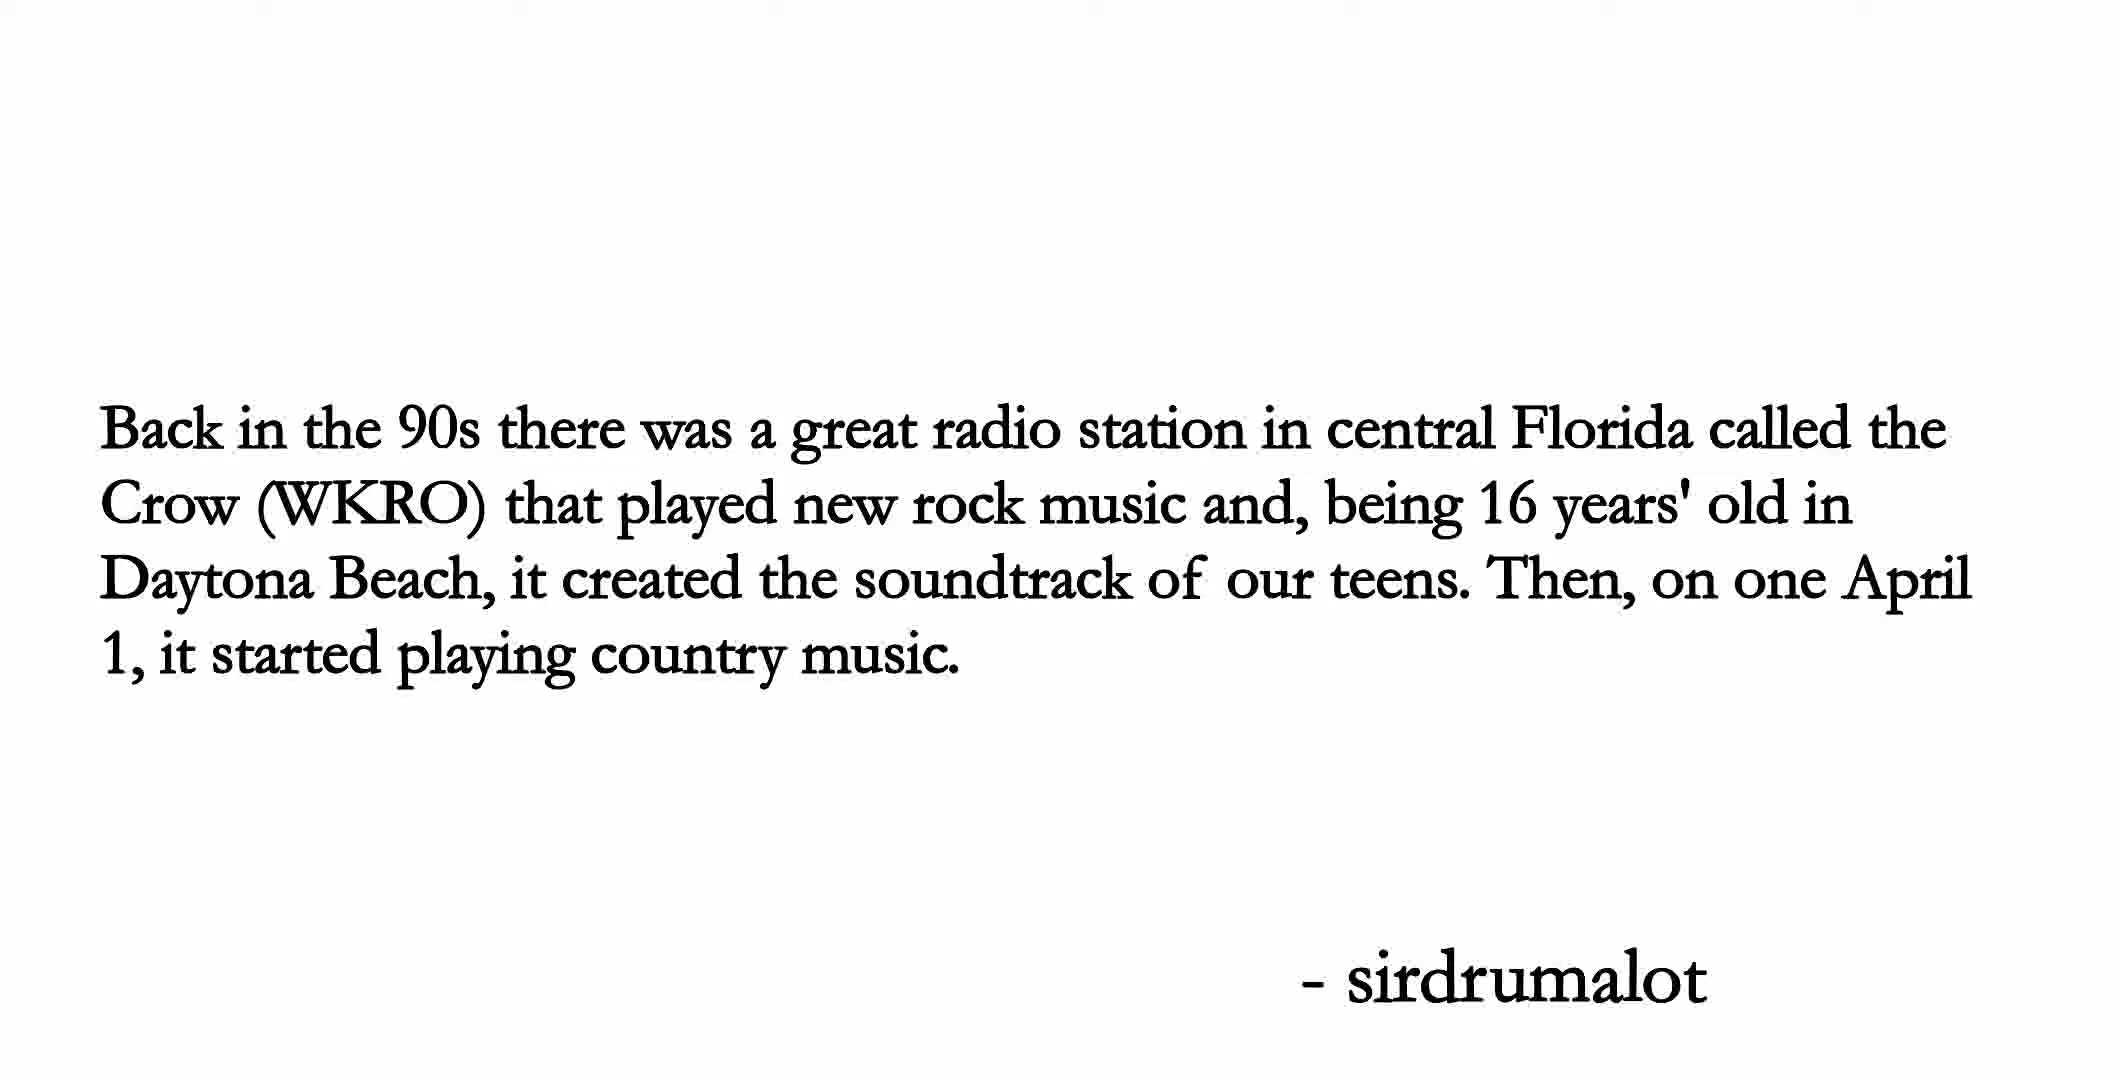 Back in the 90s there was a great radio station in central Florida called the
Crow (WKRO) that played new rock music and, being 16 years' old in
Daytona Beach, it created the soundtrack of our teens. Then, on one April
1, it started playing country music.
- sirdrumalot